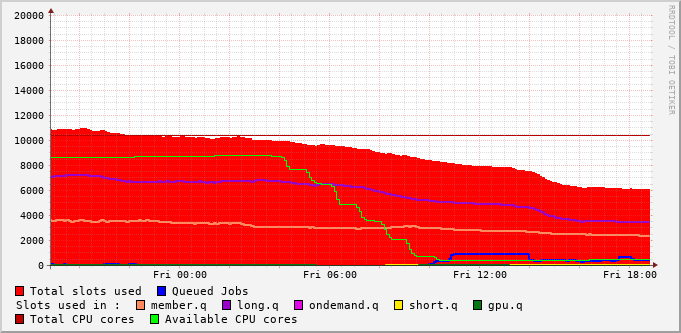 20000
18000
16000
14000
12000
10000
8000
6000
4000
2000
0
Fri 00:00 Fri 06:00 Fri 12:00 Fri 18:00
Total slots used Queued Jobs
Slots used in : member.q long.q ondemand.q short.q gpu.q
Total CPU cores Available CPU cores
RRDTOOL / TOBI OETIKER